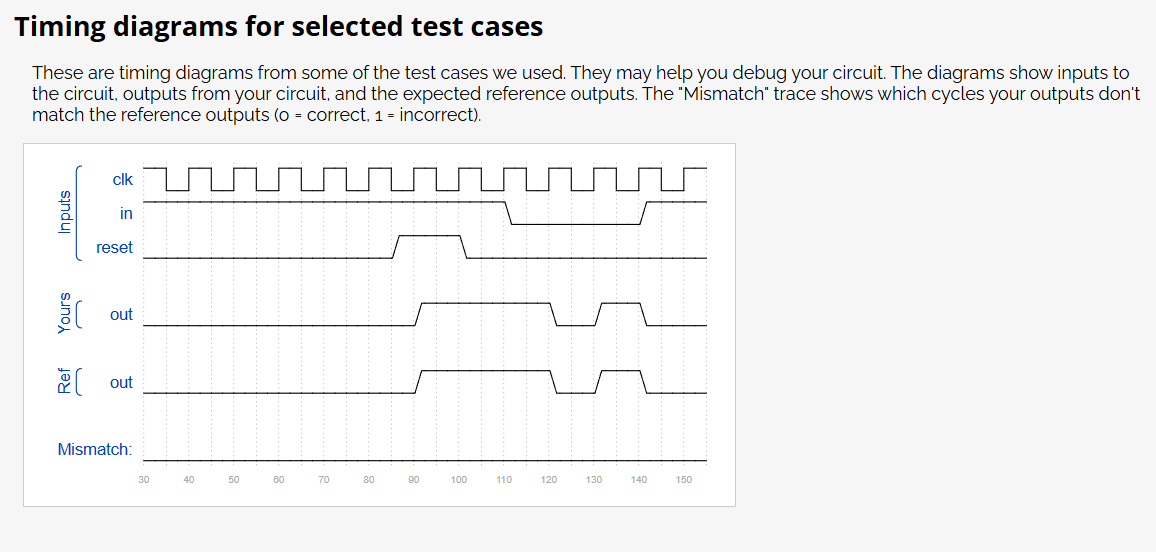 Timing diagrams for selected test cases
These are timing diagrams from some of the test cases we used. They may help you debug your circuit. The diagrams show inputs to
the circuit, outputs from your circuit, and the expected reference outputs. The "Mismatch" trace shows which cycles your outputs don't
match the reference outputs (0 = correct, 1 = incorrect).
Inputs
clk
in
reset
Yours
out
Ref
out
Mismatch:
30 40 50 60 70 80 90 100 110 120 130 140 150